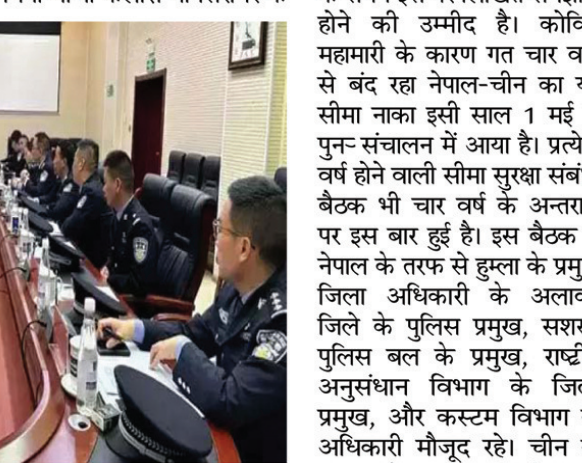 होने की उम्मीद है। कोवि
महामारी के कारण गत चार व
से बंद रहा नेपाल-चीन का य
सीमा नाका इसी साल 1 मई
संचालन में आया है। प्रत्ये
वर्ष होने वाली सीमा सुरक्षा संबं
बैठक भी चार वर्ष के अन्तरा
पर इस बार हुई है। इस बैठक
नेपाल के तरफ से हुम्ला के प्रमु
जिला अधिकारी के अलाव
जिले के पुलिस प्रमुख, सशस
पुलिस बल के प्रमुख, राष्ट्री
अनुसंधान विभाग के जिल
प्रमुख, और कस्टम विभाग
अधिकारी मौजूद रहे। चीन